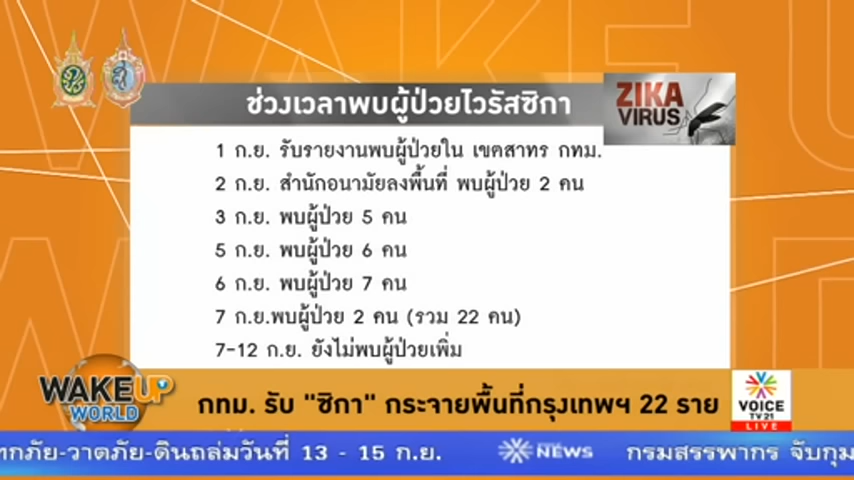 ช่วงเวลาพบผู้ป่วยไวรัสซิกา
ZIKA
VIRUS
1 ก.ย. รับรายงานพบผู้ป่วยใน เขตสาทร กทม.
2 ก.ย. สำนักอนามัยลงพื้นที่ พบผู้ป่วย 2 คน
3 ก.ย. พบผู้ป่วย 5 คน
5 ก.ย. พบผู้ป่วย 6 คน
6 ก.ย. พบผู้ป่วย 7 คน
7 ก.ย.พบผู้ป่วย 2 คน (รวม 22 คน)
7-12 ก.ย. ยังไม่พบผู้ป่วยเพิ่ม
WAKE UP
WORLD
กทม. รับ "ซิกา" กระจายพื้นที่กรุงเทพฯ 22 ราย
VOICE
TV 21
LIVE
ทกภัย-วาตภัย-ดินถล่มวันที่ 13 - 15 ก.ย. NEWS กรมสรรพากร จับกุม